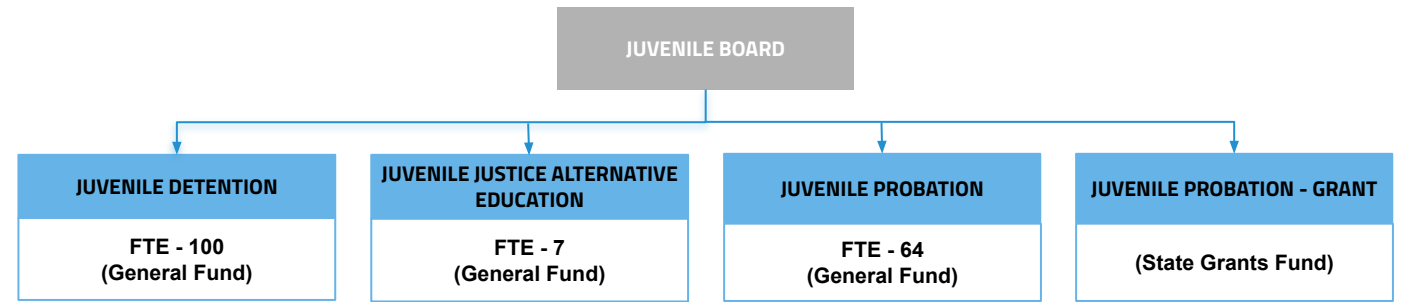 JUVENILE BOARD
JUVENILE DETENTION
FTE - 100
(General Fund)
JUVENILE JUSTICE ALTERNATIVE
EDUCATION
FTE - 7
(General Fund)
JUVENILE PROBATION
FTE - 64
(General Fund)
JUVENILE PROBATION - GRANT
(State Grants Fund)